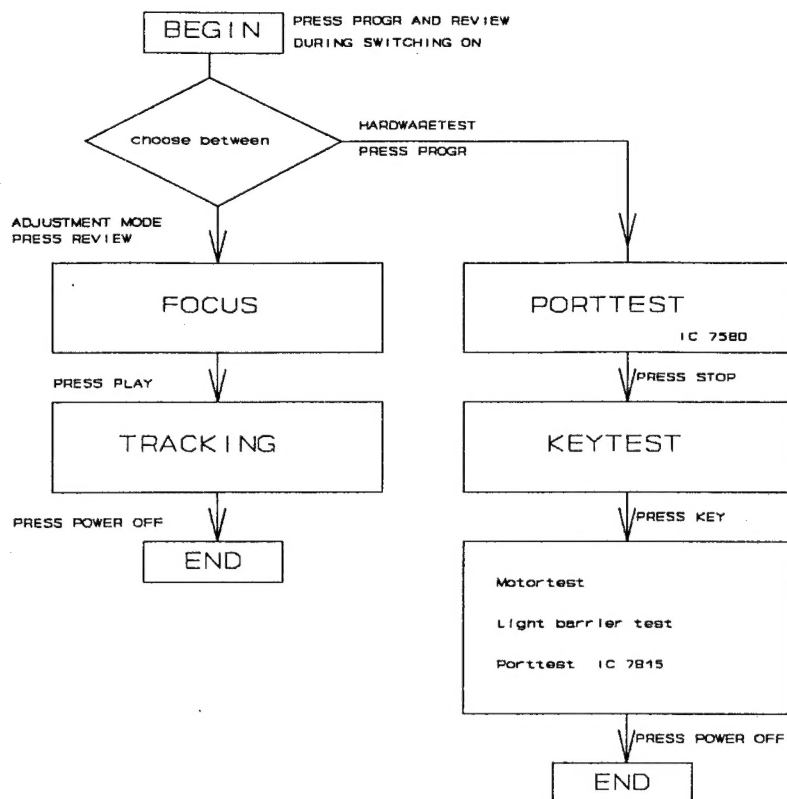 BEGIN
PRESS PROGR AND REVIEW
DURING SWITCHING ON
choose between
HARDWARETEST
PRESS PROGR
ADJUSTMENT MODE
PRESS REVIEW
FOCUS
PORTTEST
IC 7580
PRESS PLAY
PRESS STOP
TRACKING
KEYTEST
PRESS POWER OFF
PRESS KEY
END
Motortest
Light barrier test
Porttest IC 7815
PRESS POWER OFF
END